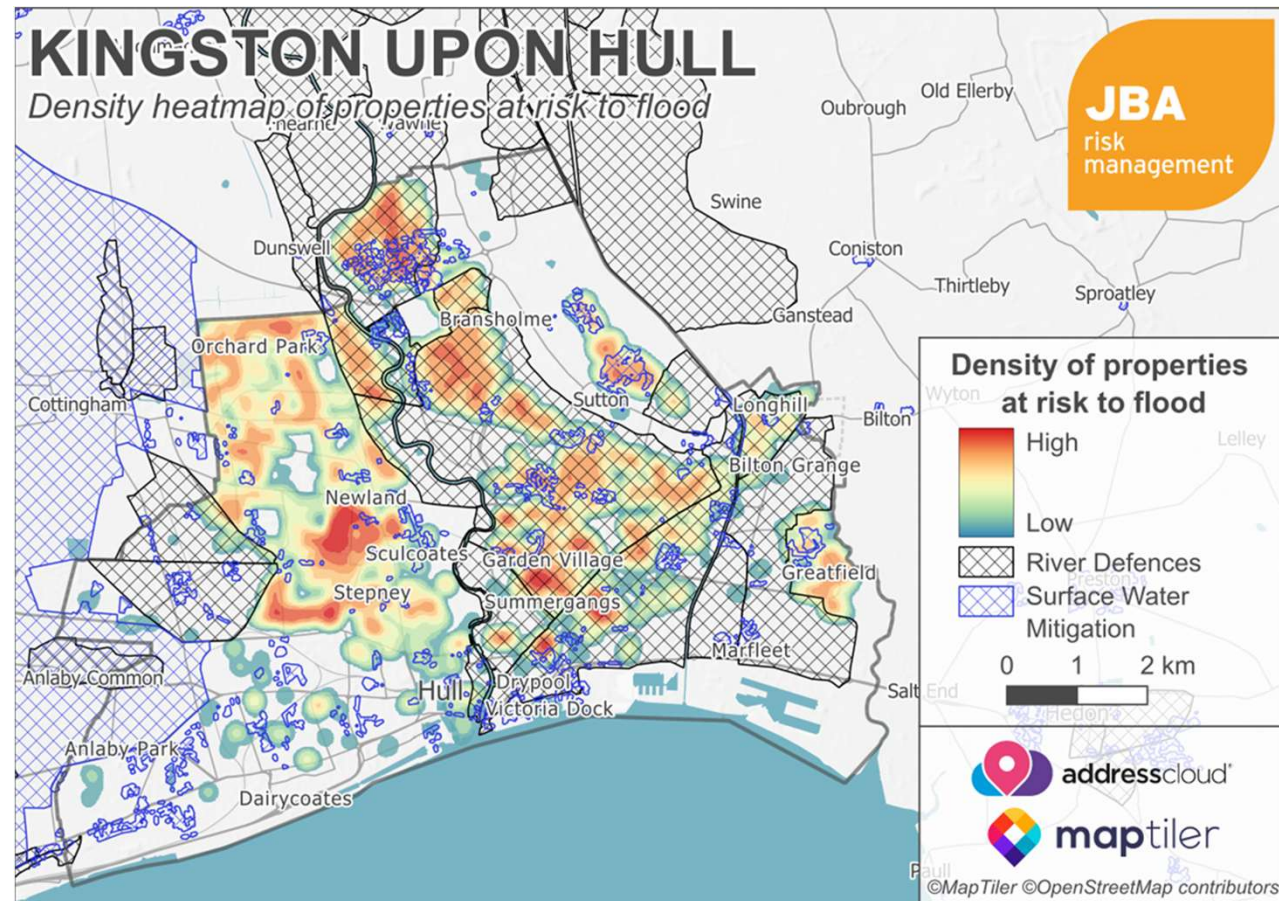 KINGSTON UPON HULL
Density heatmap of properties at risk to flood
JBA
risk
management
Old Ellerby
Oubrough
Wawne
Swine
Dunswell
Coniston
Thirtleby
Sproatley
Ganstead
Bransholme
Orchard Park
Cottingham
Sutton
Longhill
Bilton
Wyton
Lelley
Bilton Grange
Newland
Sculcoates
Garden Village
Greatfield
Preston
Stepney
Summergangs
Marfleet
Anlaby Common
Hull
Drypool
Victoria Dock
Salt End
Hedon
Anlaby Park
Dairycoates
Paull
Density of properties
at risk to flood
High
Low
River Defences
Surface Water
Mitigation
0 1 2 km
addresscloud®
maptiler
©MapTiler ©OpenStreetMap contributors